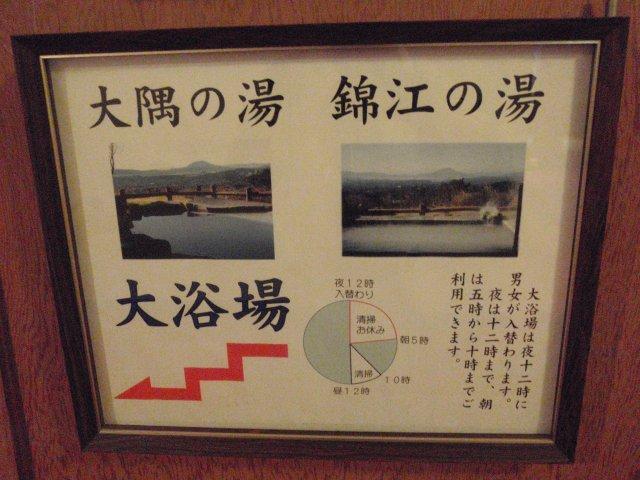 大隅の湯
錦江の湯
大浴場
夜12時
入替わり
清掃
お休み
朝5時
10時
清掃
昼12時
大浴場は夜十二時に
男女が入替わります。
夜は十二時まで、朝
は五時から十時までご
利用できます。